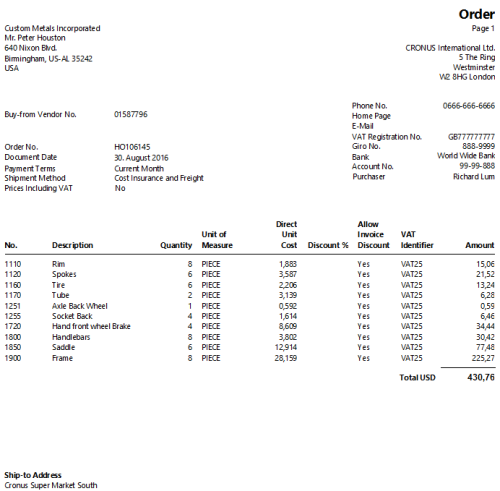 Order
Page 1
Custom Metals Incorporated
Mr. Peter Houston
640 Nixon Blvd.
Birmingham, US-AL 35242
USA
CRONUS International Ltd.
5 The Ring
Westminster
W2 8HG London
Buy-from Vendor No. 01587796
Phone No. 0666-666-6666
Home Page
E-Mail
VAT Registration No. GB777777777
Giro No. 888-9999
Bank World Wide Bank
Account No. 99-99-888
Purchaser Richard Lum
Order No. HO106145
Document Date 30. August 2016
Payment Terms Current Month
Shipment Method Cost Insurance and Freight
Prices Including VAT No
No. Description Quantity Unit of Measure Direct Unit Cost Discount % Allow Invoice Discount VAT Identifier Amount
1110 Rim 8 PIECE 1,883 Yes VAT25 15,06
1120 Spokes 6 PIECE 3,587 Yes VAT25 21,52
1160 Tire 6 PIECE 2,206 Yes VAT25 13,24
1170 Tube 2 PIECE 3,139 Yes VAT25 6,28
1251 Axle Back Wheel 1 PIECE 0,592 Yes VAT25 0,59
1255 Socket Back 4 PIECE 1,614 Yes VAT25 6,46
1720 Hand front wheel Brake 4 PIECE 8,609 Yes VAT25 34,44
1800 Handlebars 8 PIECE 3,802 Yes VAT25 30,42
1850 Saddle 6 PIECE 12,914 Yes VAT25 77,48
1900 Frame 8 PIECE 28,159 Yes VAT25 225,27
Total USD 430,76
Ship-to Address
Cronus Super Market South